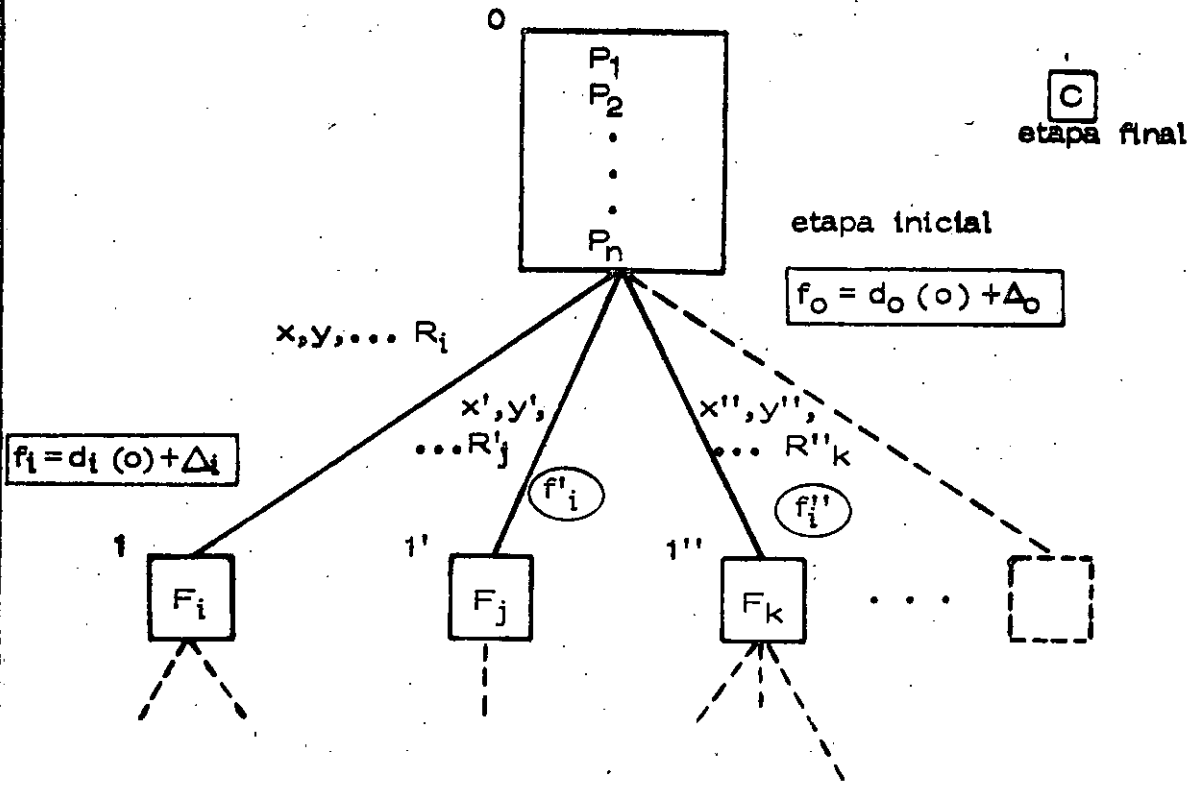 0
P₁
P₂
.
.
.
Pₙ
C
etapa final
etapa inicial
f₀ = d₀ (o) + Δ₀
x,y,... Rᵢ
x',y',
...R'ⱼ
x'',y'',
... R''ₖ
fᵢ = dᵢ (o) + Δᵢ
f'ᵢ
f''ᵢ
1
Fᵢ
1'
Fⱼ
1''
Fₖ
. . .